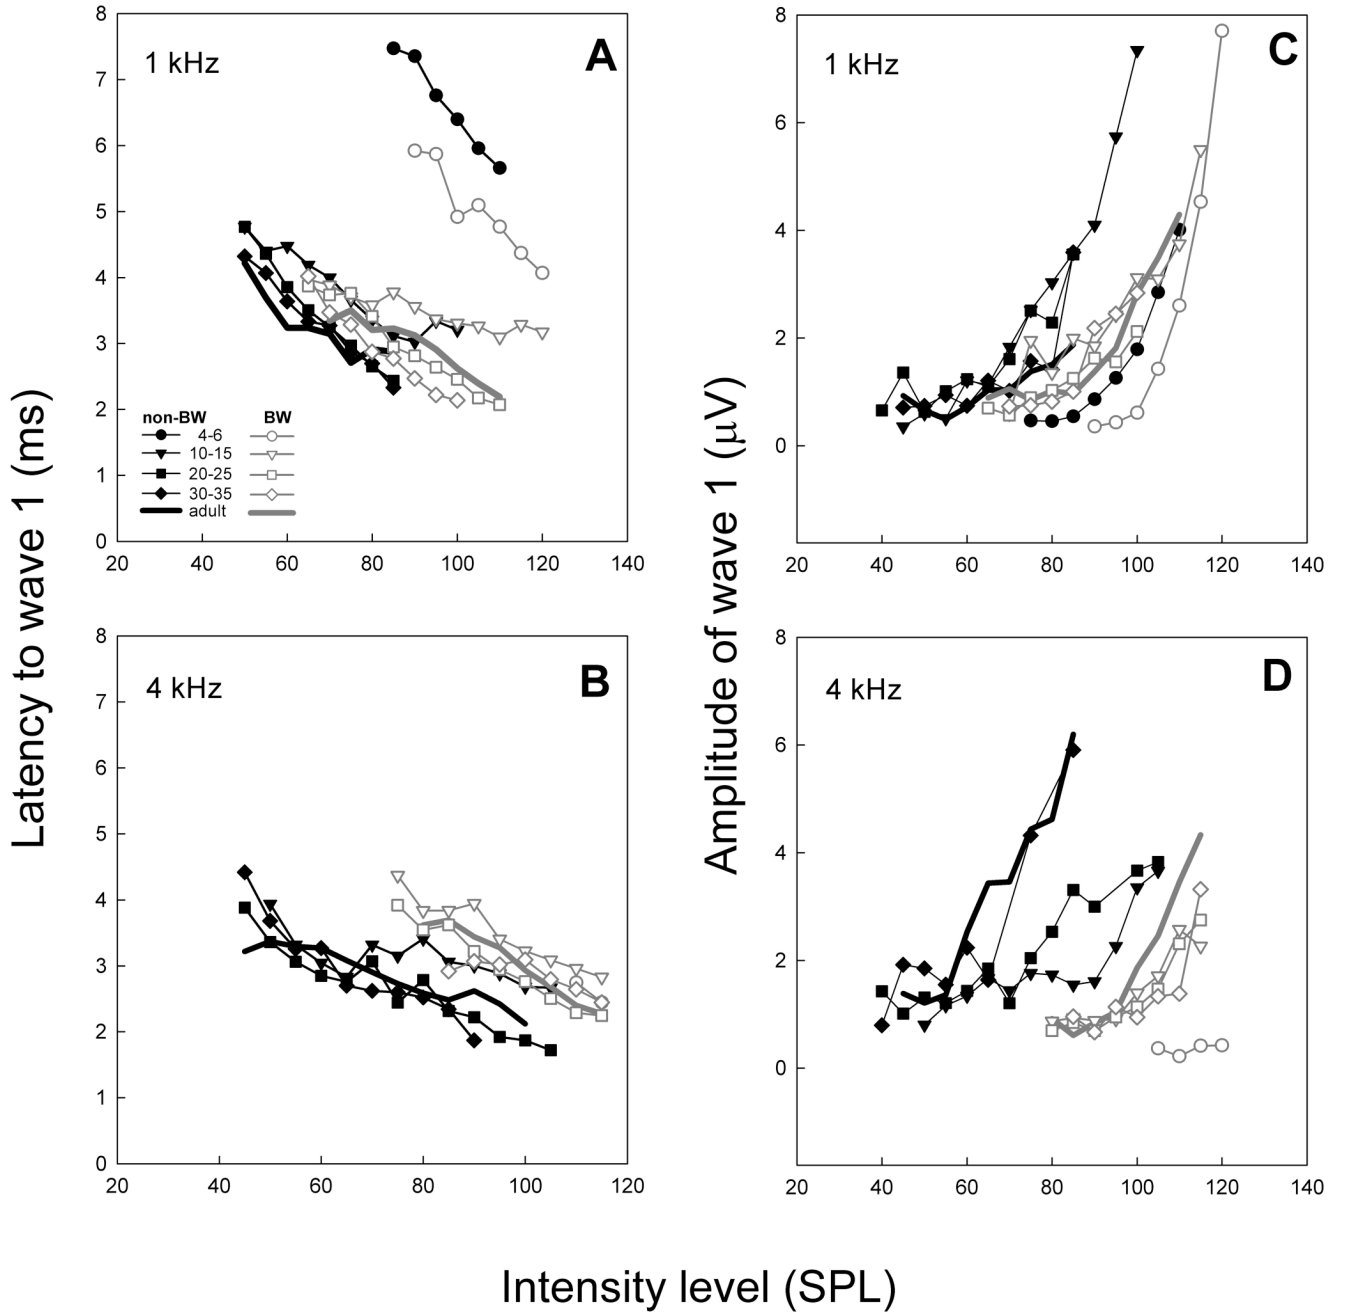 Latency to wave 1 (ms)
Amplitude of wave 1 (μV)
8
7
6
5
4
3
2
1
0
1 kHz
A
non-BW BW
4-6
10-15
20-25
30-35
adult
20 40 60 80 100 120 140
8
6
4
2
0
1 kHz
C
20 40 60 80 100 120 140
8
7
6
5
4
3
2
1
0
4 kHz
B
20 40 60 80 100 120
8
6
4
2
0
4 kHz
D
20 40 60 80 100 120 140
Intensity level (SPL)